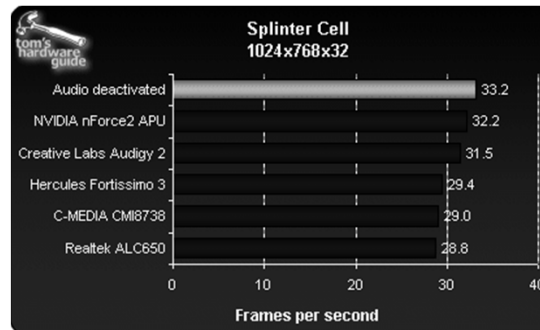 tom's
hardware
guide
Splinter Cell
1024x768x32
Audio deactivated 33.2
NVIDIA nForce2 APU 32.2
Creative Labs Audigy 2 31.5
Hercules Fortissimo 3 29.4
C-MEDIA CMI8738 29.0
Realtek ALC650 28.8
0 10 20 30 40
Frames per second